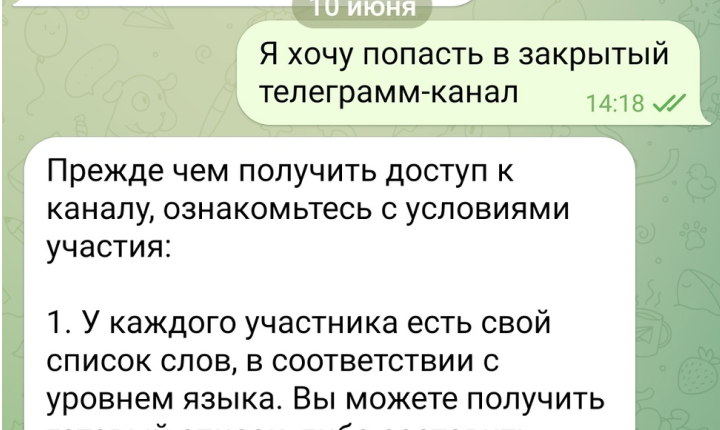 10 июня
Я хочу попасть в закрытый
телеграмм-канал
14:18
Прежде чем получить доступ к
каналу, ознакомьтесь с условиями
участия:
1. У каждого участника есть свой
список слов, в соответствии с
уровнем языка. Вы можете получить